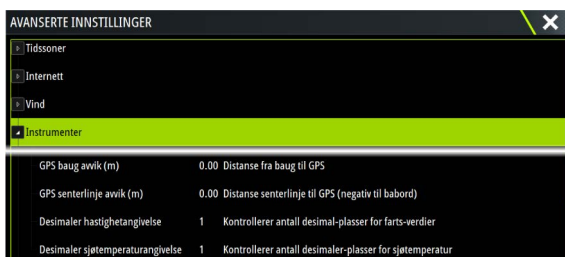 AVANSERTE INNSTILLINGER
Tidssoner
Internett
Vind
Instrumenter
GPS baug avvik (m) 0.00 Distanse fra baug til GPS
GPS senterlinje avvik (m) 0.00 Distanse senterlinje til GPS (negativ til babord)
Desimaler hastighetangivelse 1 Kontrollerer antall desimal-plasser for farts-verdier
Desimaler sjøtemperaturangivelse 1 Kontrollerer antall desimaler-plasser for sjøtemperatur